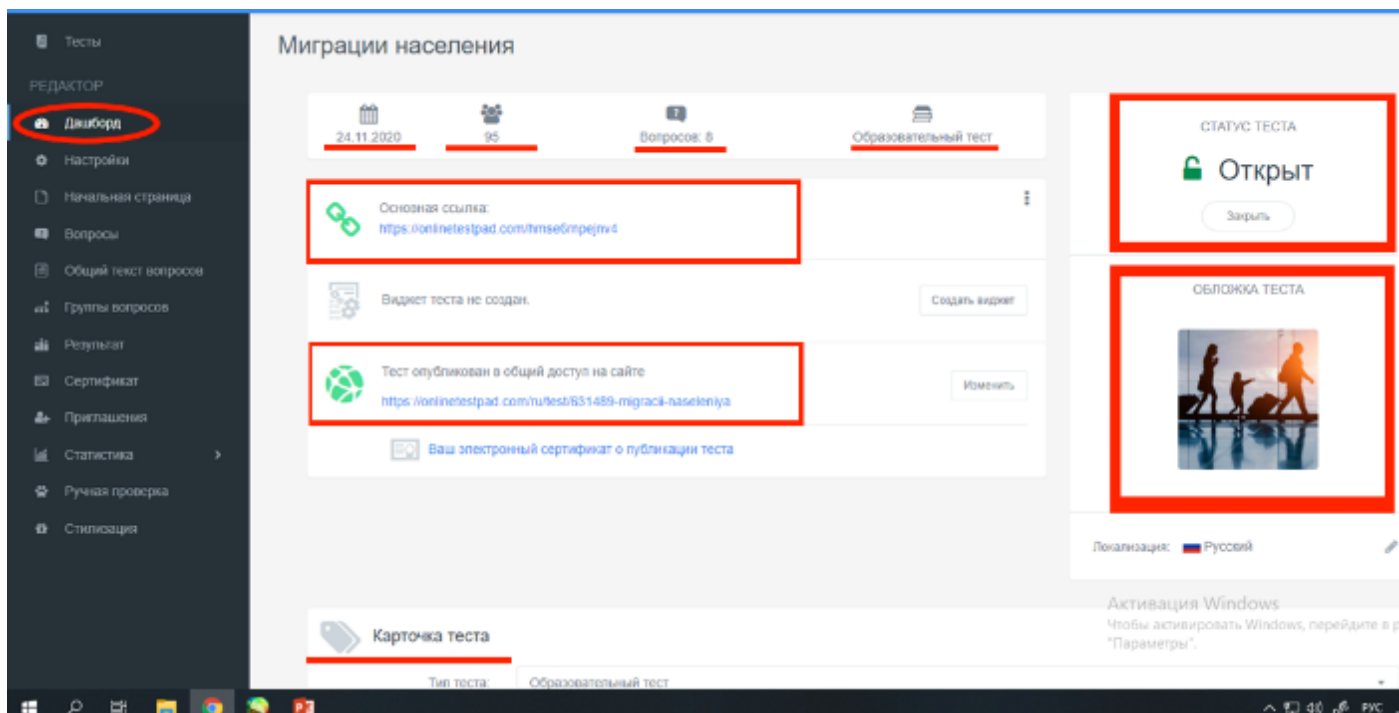 Тесты
РЕДАКТОР
Дашборд
Настройки
Начальная страница
Вопросы
Общий текст вопросов
Группы вопросов
Результат
Сертификат
Приглашения
Статистика
Ручная проверка
Стилизация
Миграции населения
24.11.2020
95
Вопросов: 8
Образовательный тест
Основная ссылка:
Виджет теста не создан.
Создать виджет
Тест опубликован в общий доступ на сайте
https://onlinetestpad.com/ru/test/631489-migracii-naseleniya
Изменить
Ваш электронный сертификат о публикации теста
СТАТУС ТЕСТА
Открыт
Закрыть
ОБЛОЖКА ТЕСТА
Локализация: Русский
Карточка теста
Тип теста: Образовательный тест
Активация Windows
Чтобы активировать Windows, перейдите в р
"Параметры".
РУС